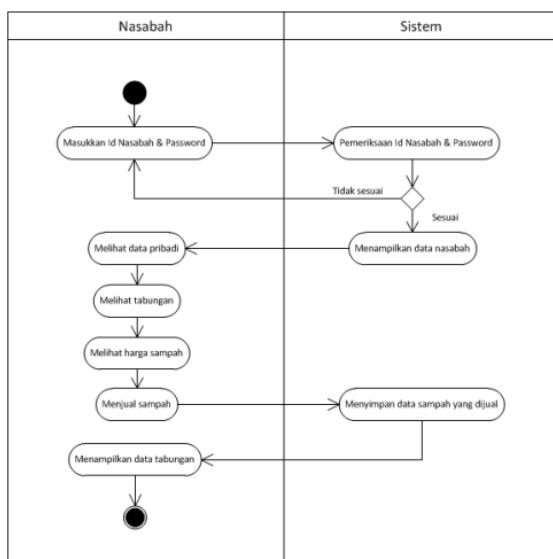 Nasabah
Sistem
Masukkan Id Nasabah & Password
Pemeriksaan Id Nasabah & Password
Tidak sesuai
Sesuai
Melihat data pribadi
Menampilkan data nasabah
Melihat tabungan
Melihat harga sampah
Menjual sampah
Menyimpan data sampah yang dijual
Menampilkan data tabungan